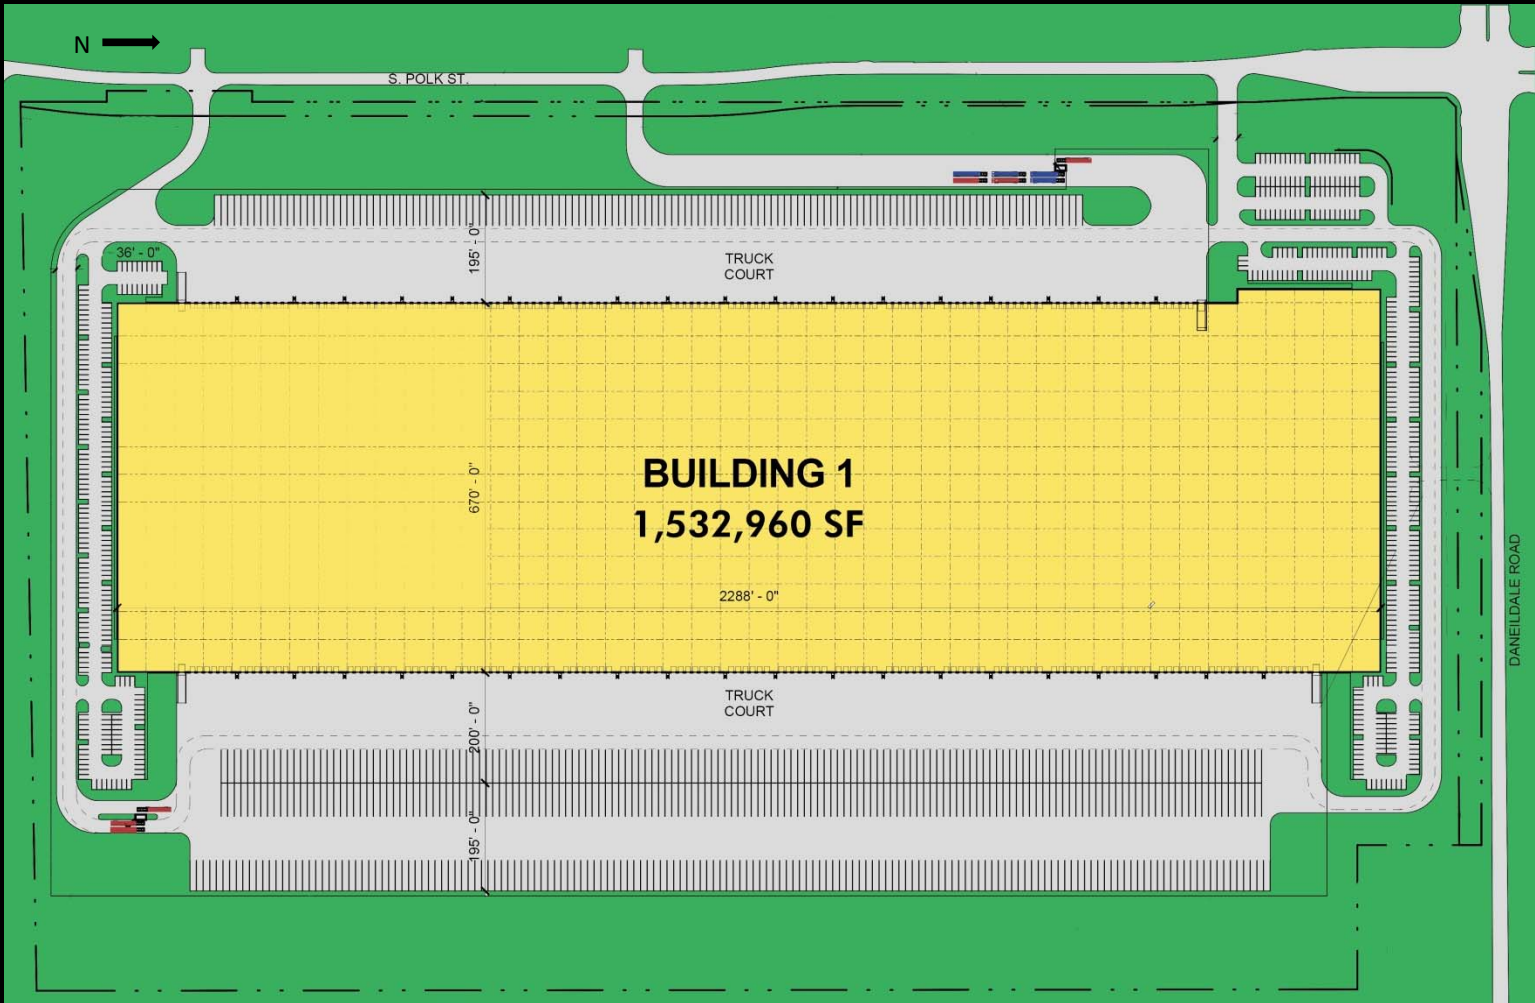 N
S. POLK ST.
36' - 0"
195' - 0"
TRUCK
COURT
670' - 0"
BUILDING 1
1,532,960 SF
2288' - 0"
DANEILDALE ROAD
TRUCK
COURT
200' - 0"
195' - 0"